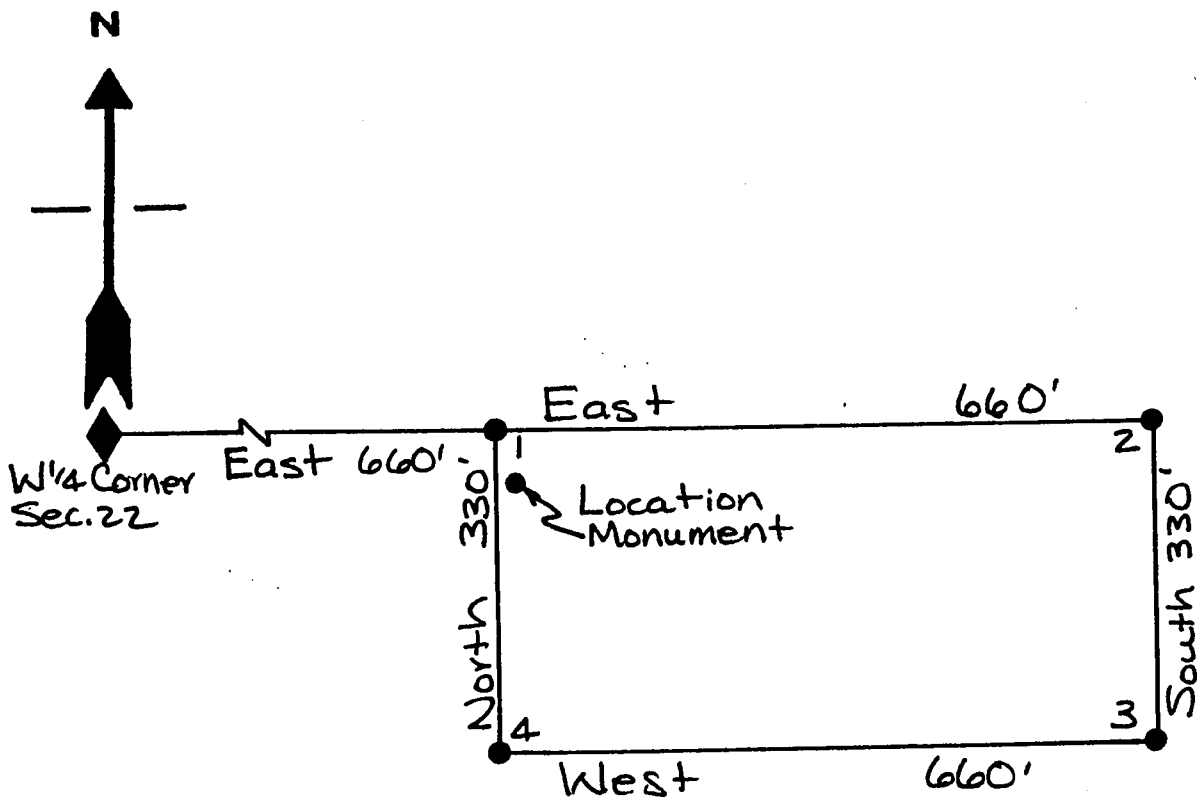 N
East 660'
W1/4 Corner
Sec. 22
East 660'
1
2
330'
Location
Monument
South 330'
North
4
3
West 660'